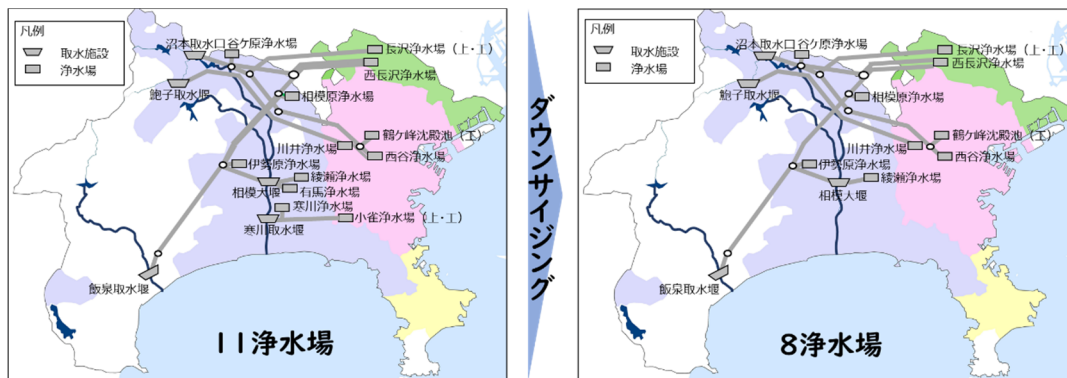 凡例
取水施設
浄水場
沼本取水口
谷ケ原浄水場
長沢浄水場（上・工）
西長沢浄水場
鮑子取水堰
相模原浄水場
鶴ケ峰沈殿池（工）
川井浄水場
西谷浄水場
伊勢原浄水場
綾瀬浄水場
相模大堰
有馬浄水場
寒川浄水場
小雀浄水場（上・工）
寒川取水堰
飯泉取水堰
11浄水場
ダウンサイジング
凡例
取水施設
浄水場
沼本取水口
谷ケ原浄水場
長沢浄水場（上・工）
西長沢浄水場
鮑子取水堰
相模原浄水場
鶴ケ峰沈殿池（工）
川井浄水場
西谷浄水場
伊勢原浄水場
綾瀬浄水場
相模大堰
飯泉取水堰
8浄水場